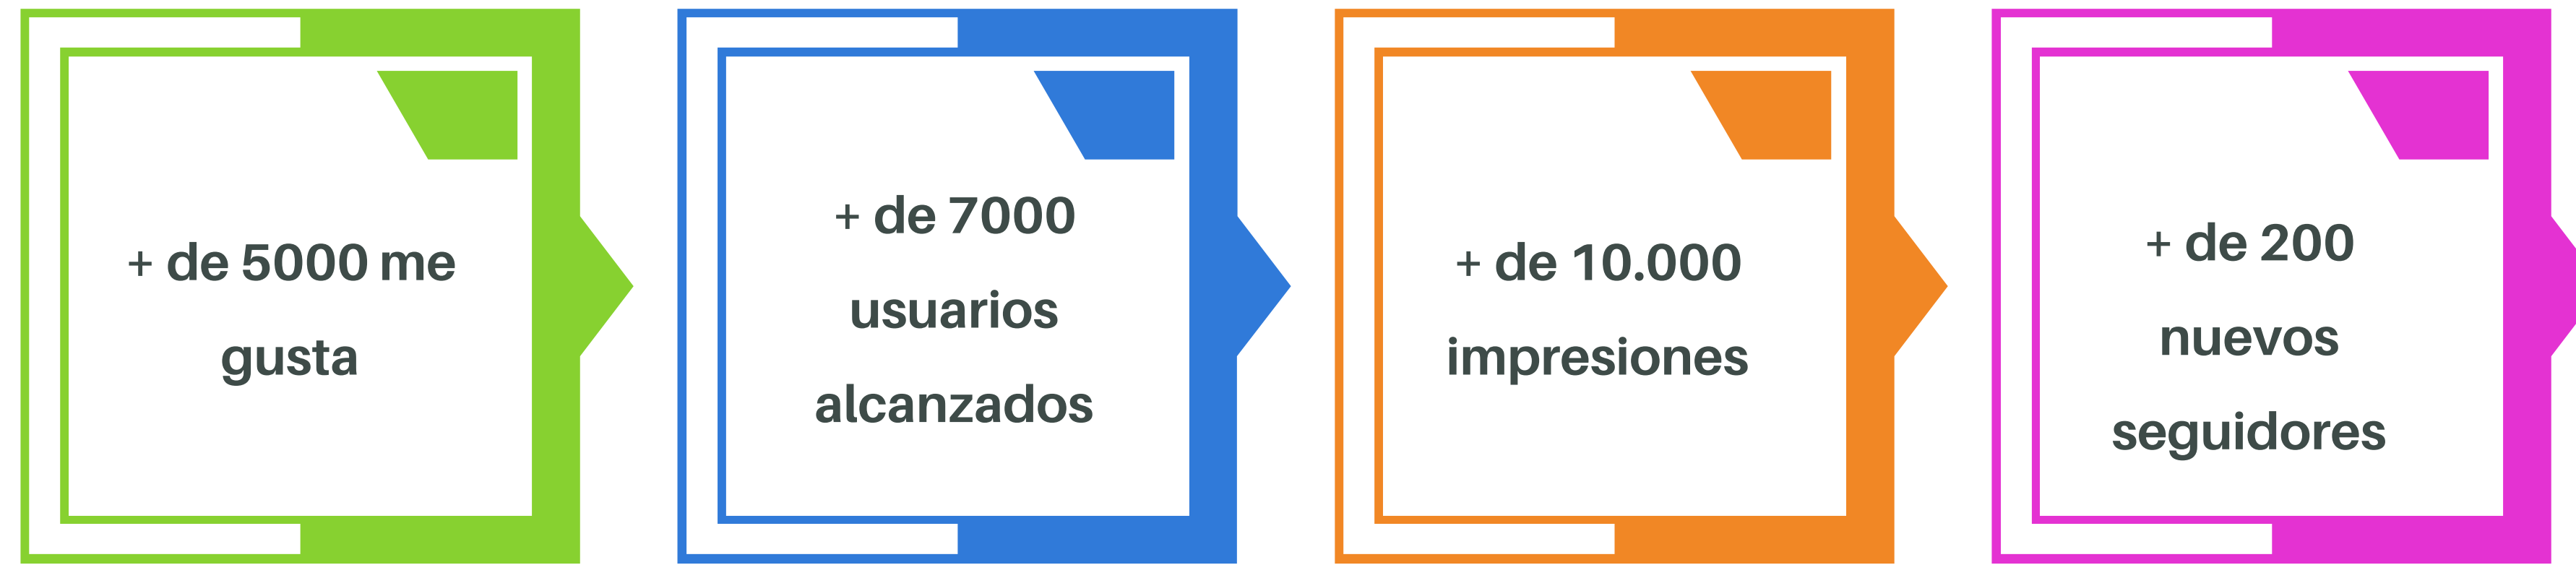 + de 5000 me
gusta
+ de 7000
usuarios
alcanzados
+ de 10.000
impresiones
+ de 200
nuevos
seguidores